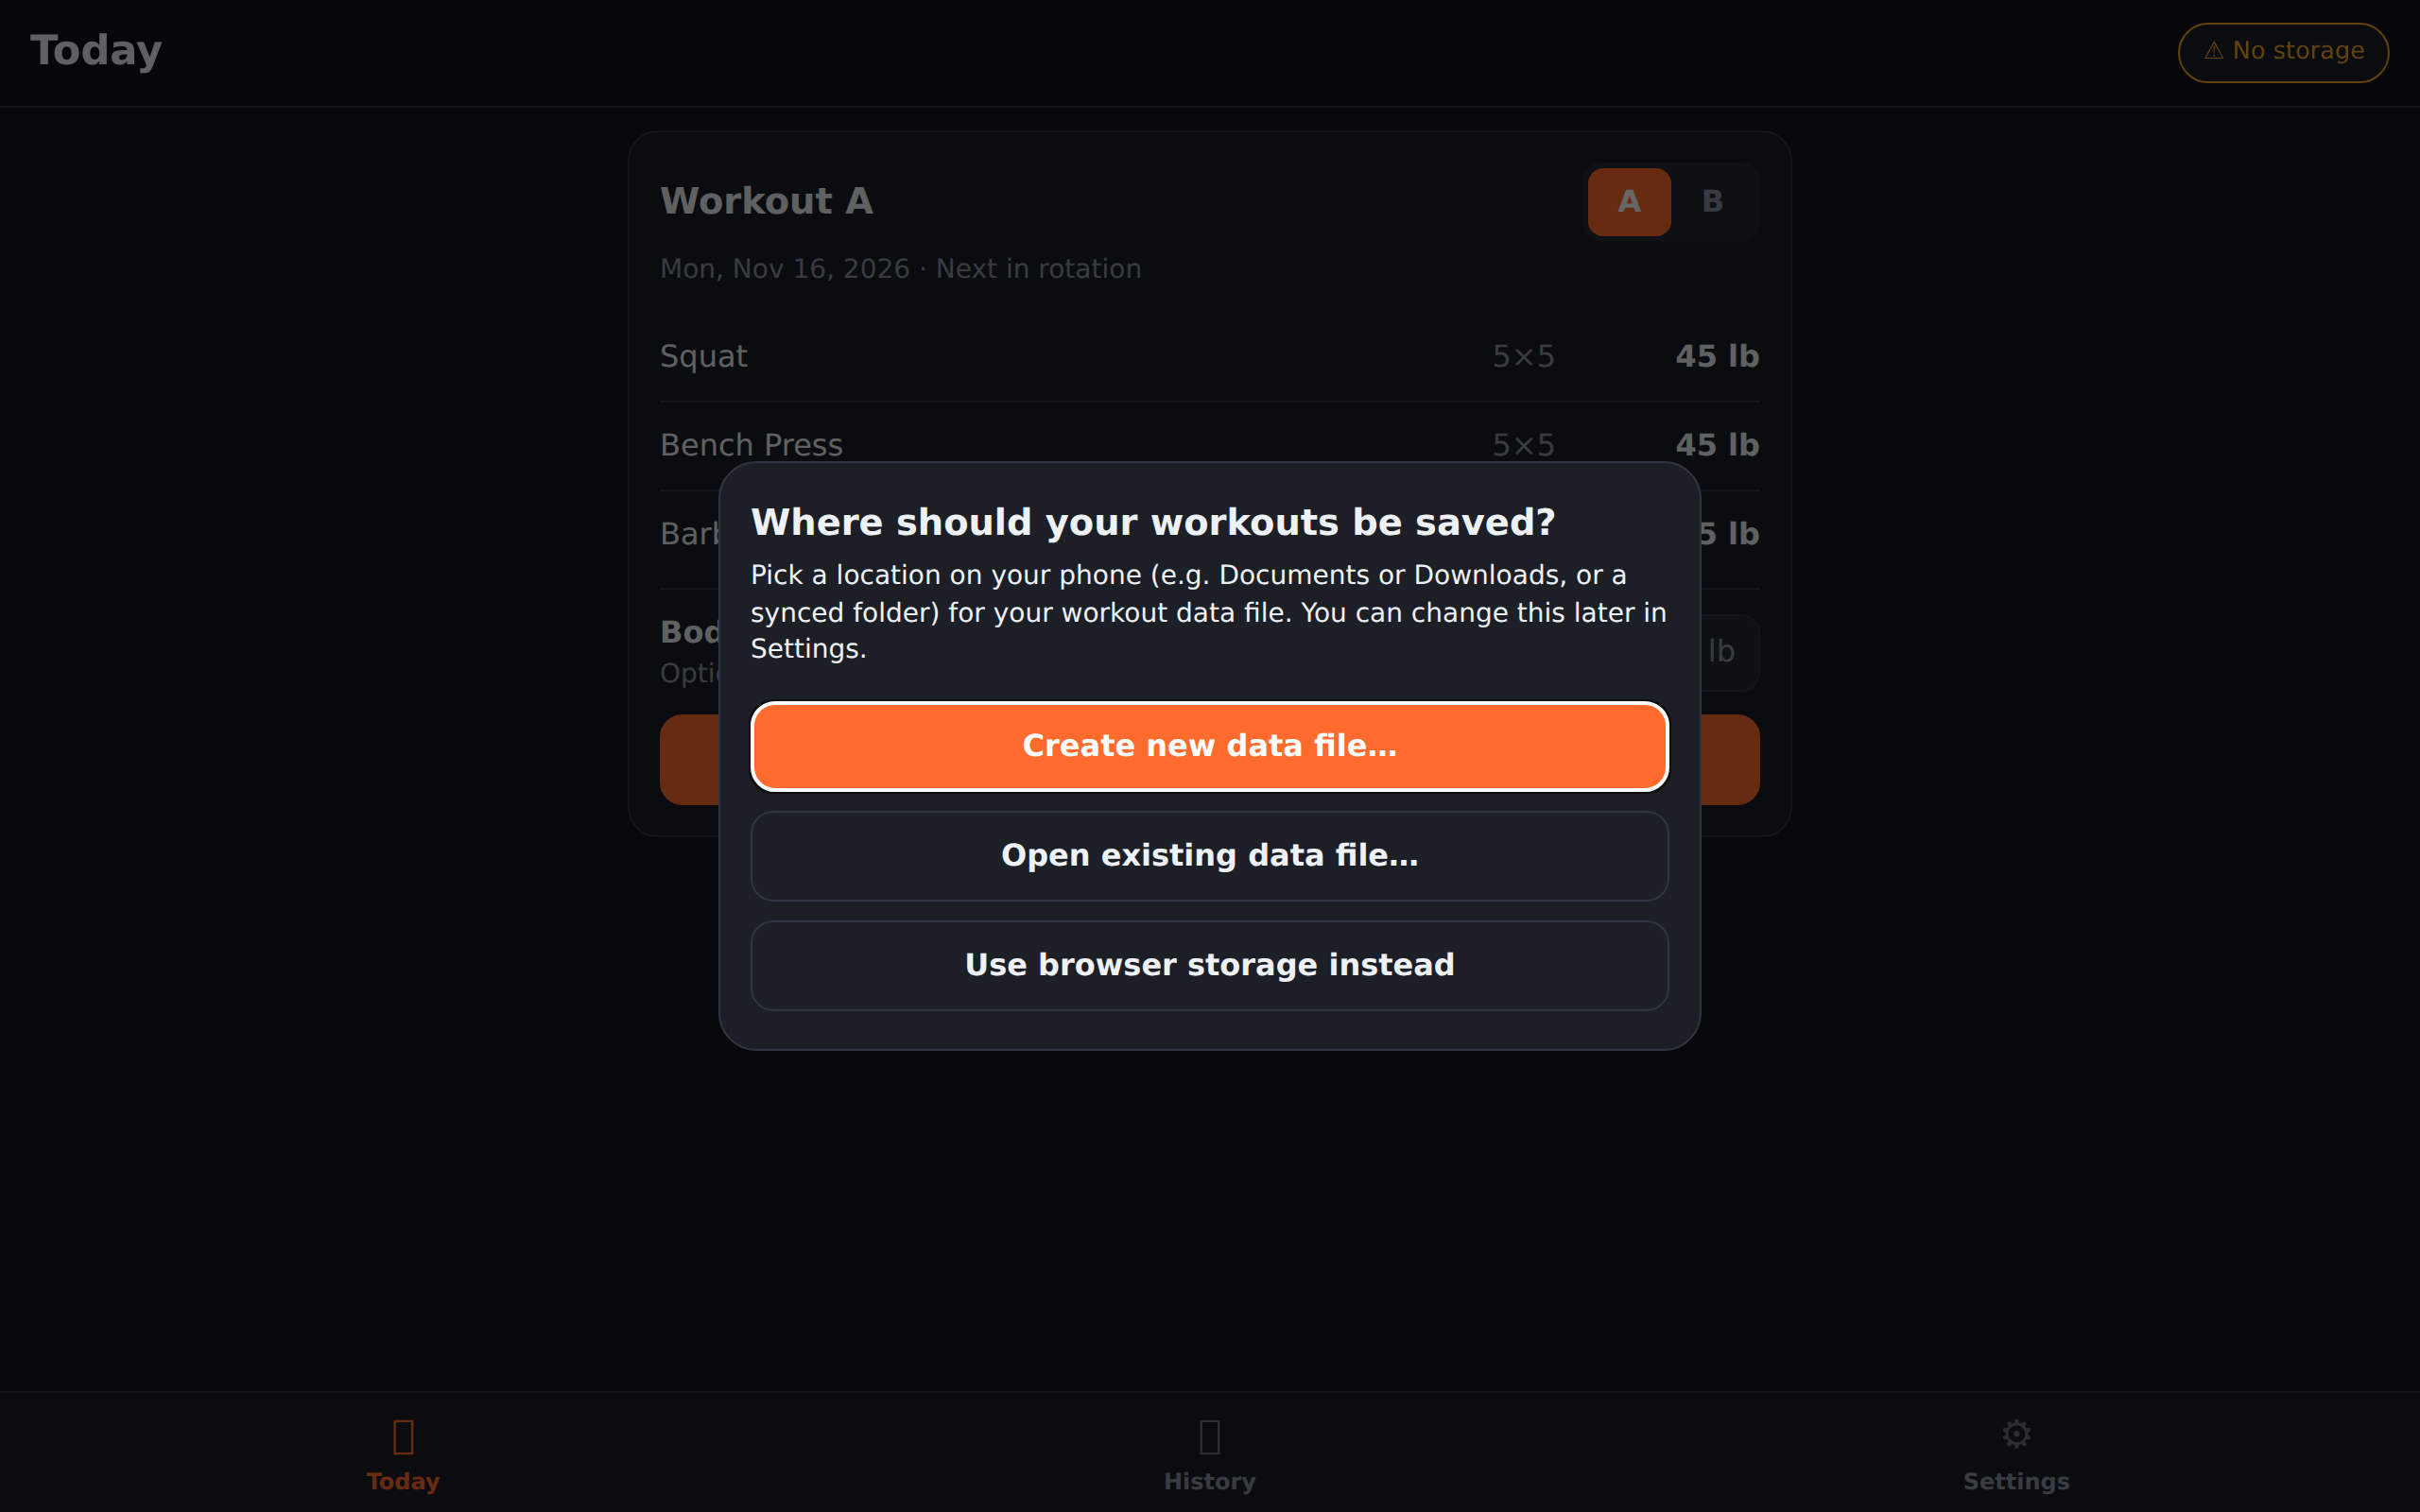 Today
⚠ No storage
Workout A
A B
Mon, Nov 16, 2026 · Next in rotation
Squat 5×5 45 lb
Bench Press 5×5 45 lb
lb
lb
Where should your workouts be saved?
Pick a location on your phone (e.g. Documents or Downloads, or a
synced folder) for your workout data file. You can change this later in
Settings.
Create new data file…
Open existing data file…
Use browser storage instead
Today
History
Settings